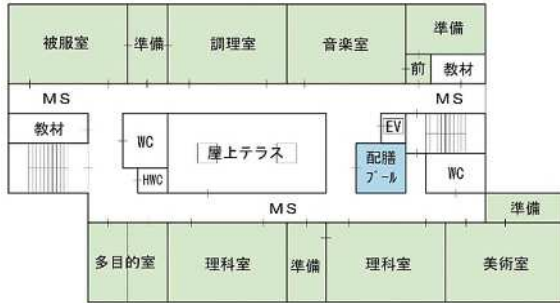 被服室
準備
調理室
音楽室
準備
前
教材
MS
MS
教材
WC
HWC
屋上テラス
EV
配膳
プール
WC
MS
準備
多目的室
理科室
準備
理科室
美術室